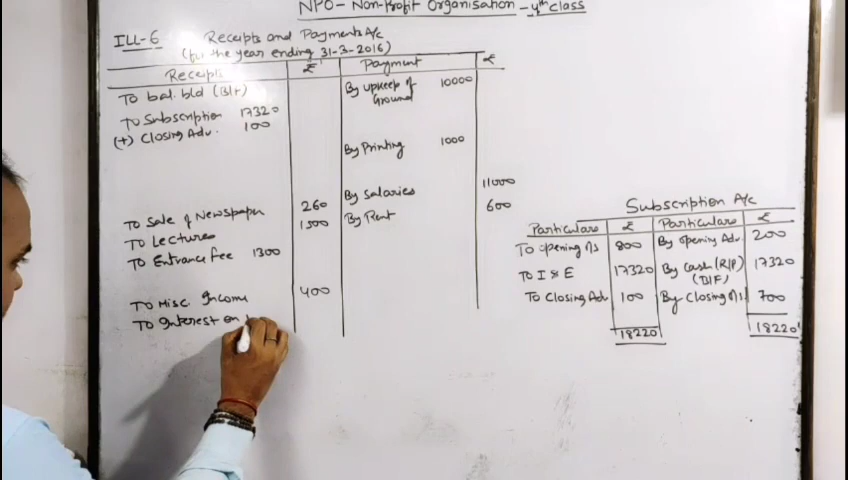 NPO - Non-Profit Organisation - 4th Class
ILL-6 Receipts and Payments A/c
(for the year ending 31-3-2016)
Receipts ₹ Payment ₹
To bal. b/d (B/f)
To Subscription 17320
(+) Closing Adv. 100
To Sale of Newspaper 260
To Lectures 1500
To Entrance Fee 1300
To Misc. Income 400
To Interest on
By Upkeep of 10000
Ground
By Printing 1000
By Salaries 11000
By Rent 600
Subscription A/c
Particulars ₹ Particulars ₹
To Opening o/s 800 By Opening Adv. 200
To I & E 17320 By Cash (R/P) 17320
(B/F)
To Closing Adv 100 By Closing o/s 700
18220 18220